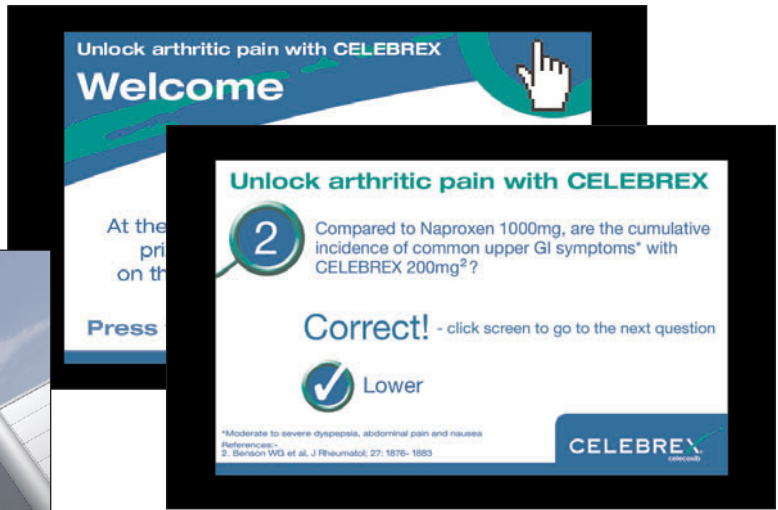 Unlock arthritic pain with CELEBREX
Welcome
At the
pri
on th
Press
Unlock arthritic pain with CELEBREX
2
Compared to Naproxen 1000mg, are the cumulative
incidence of common upper GI symptoms* with
CELEBREX 200mg²?
Correct! - click screen to go to the next question
Lower
*Moderate to severe dyspepsia, abdominal pain and nausea
References:-
2. Benson WG et al, J Rheumatol; 27: 1876- 1883
CELEBREX
celecoxib